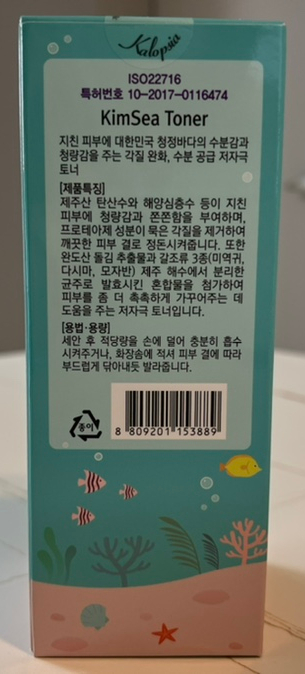 Kalopsia
ISO22716
특허번호 10-2017-0116474
KimSea Toner
지친 피부에 대한민국 청정바다의 수분감과
청량감을 주는 각질 완화, 수분 공급 저자극
토너
[제품특징]
제주산 탄산수와 해양심층수 등이 지친
피부에 청량감과 쫀쫀함을 부여하며,
프로테아제 성분이 묵은 각질을 제거하여
깨끗한 피부 결로 정돈시켜줍니다. 또한
완도산 돌김 추출물과 갈조류 3종(미역귀,
다시마, 모자반) 제주 해수에서 분리한
균주로 발효시킨 혼합물을 첨가하여
피부를 좀 더 촉촉하게 가꾸어주는 데
도움을 주는 저자극 토너입니다.
[용법·용량]
세안 후 적당량을 손에 덜어 충분히 흡수
시켜주거나, 화장솜에 적셔 피부 결에 따라
부드럽게 닦아내듯 발라줍니다.
종이
8 809201 153889